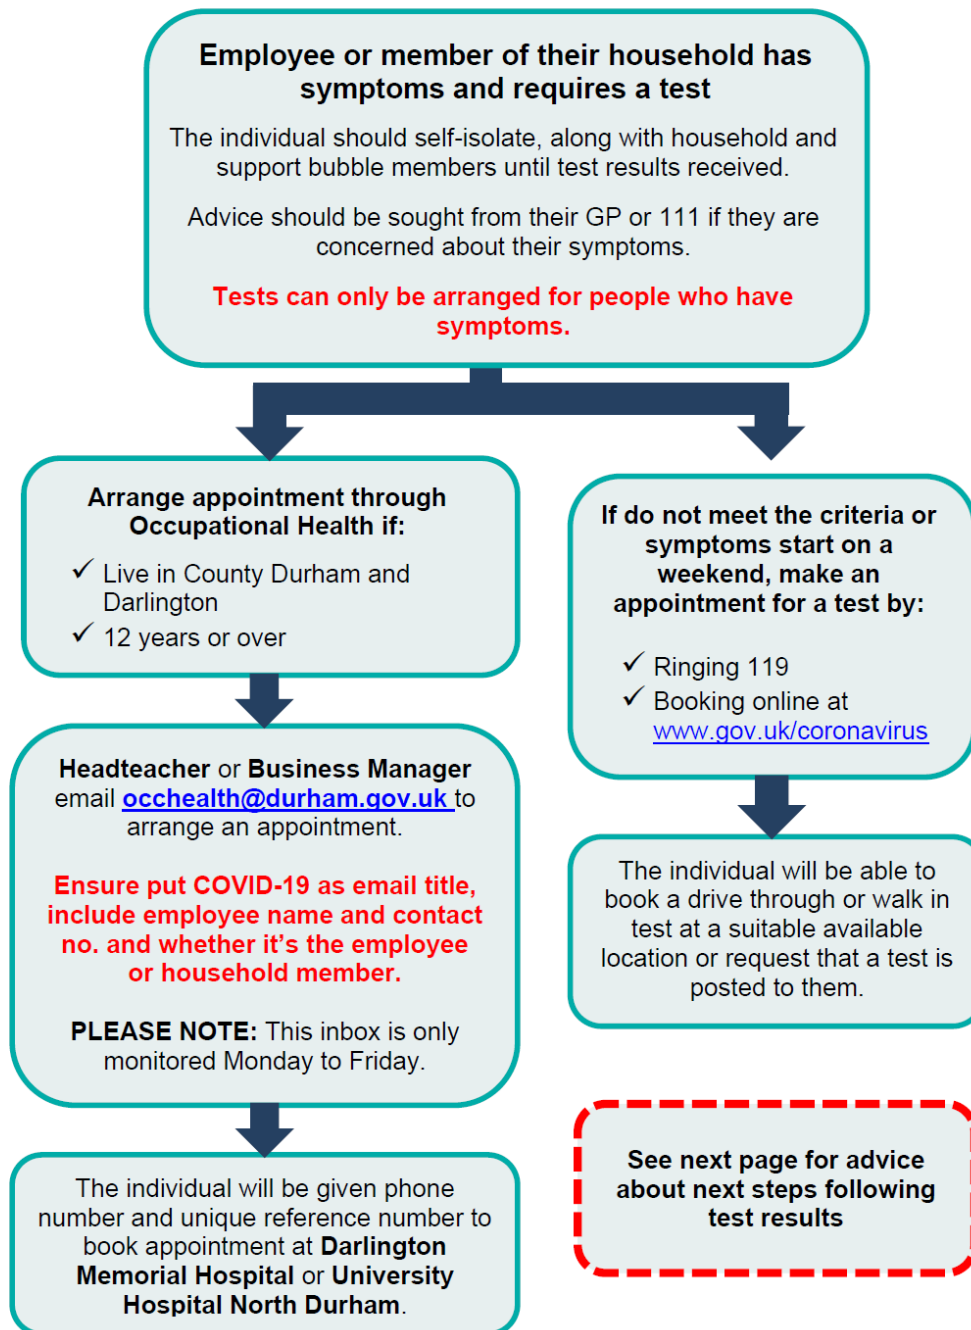 Employee or member of their household has
symptoms and requires a test
The individual should self-isolate, along with household and
support bubble members until test results received.
Advice should be sought from their GP or 111 if they are
concerned about their symptoms.
Tests can only be arranged for people who have
symptoms.
Arrange appointment through
Occupational Health if:
✓ Live in County Durham and
Darlington
✓ 12 years or over
Headteacher or Business Manager
email occhealth@durham.gov.uk to
arrange an appointment.
Ensure put COVID-19 as email title,
include employee name and contact
no. and whether it's the employee
or household member.
PLEASE NOTE: This inbox is only
monitored Monday to Friday.
The individual will be given phone
number and unique reference number to
book appointment at Darlington
Memorial Hospital or University
Hospital North Durham.
If do not meet the criteria or
symptoms start on a
weekend, make an
appointment for a test by:
✓ Ringing 119
✓ Booking online at
www.gov.uk/coronavirus
The individual will be able to
book a drive through or walk in
test at a suitable available
location or request that a test is
posted to them.
See next page for advice
about next steps following
test results